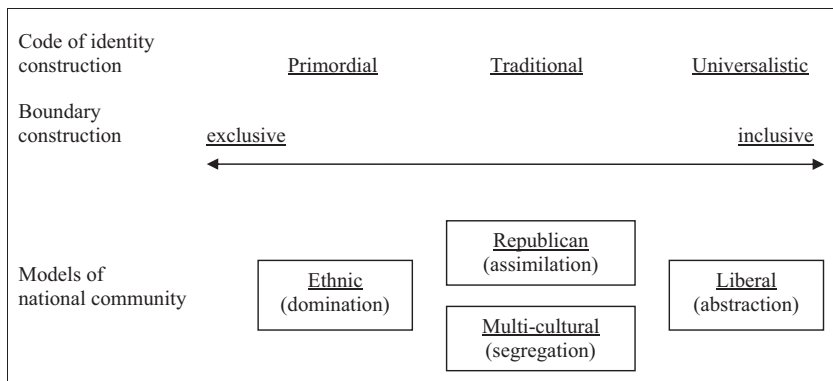 Code of identity
construction
Primordial
Traditional
Universalistic
Boundary
construction
exclusive
inclusive
Models of
national community
Ethnic
(domination)
Republican
(assimilation)
Multi-cultural
(segregation)
Liberal
(abstraction)